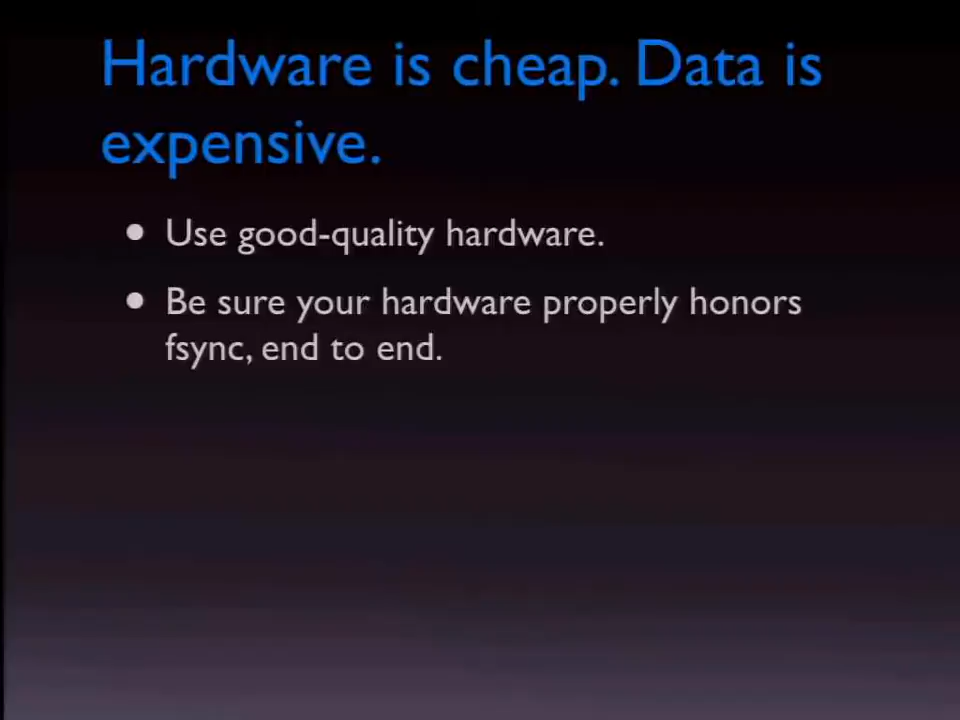 Hardware is cheap. Data is
expensive.
• Use good-quality hardware.
• Be sure your hardware properly honors
fsync, end to end.